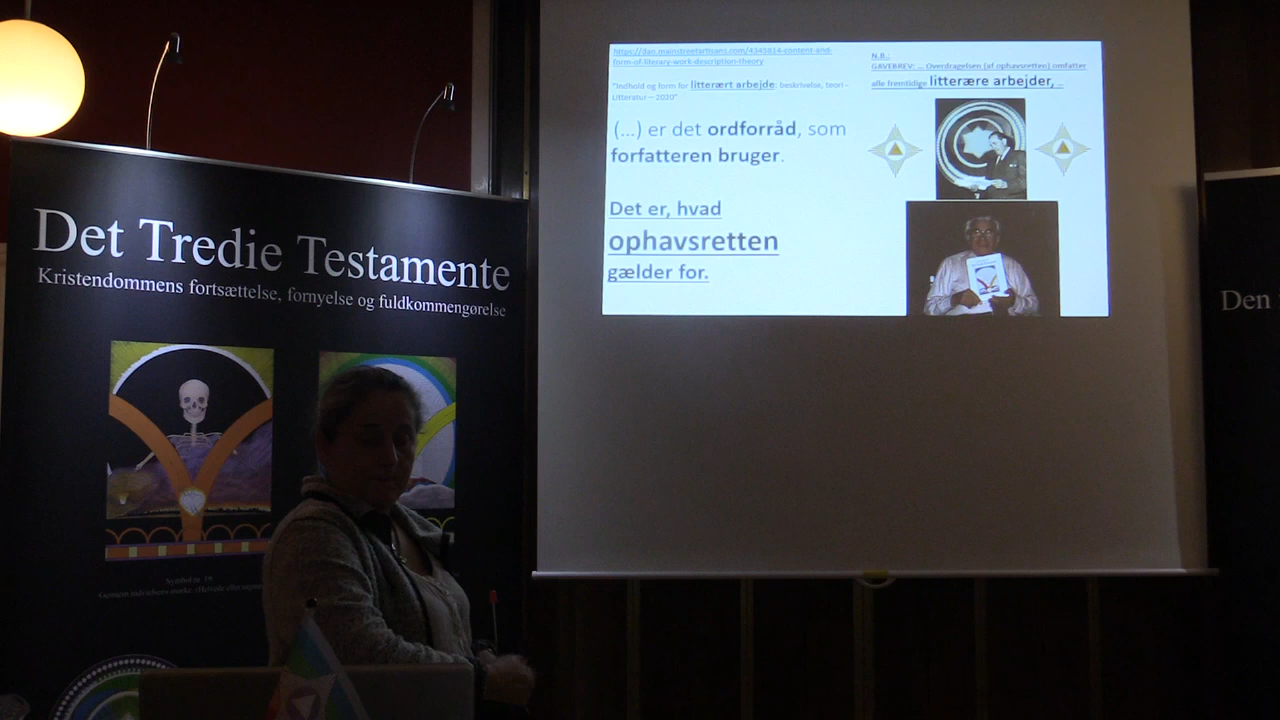 Det Tredie Testamente
Kristendommens fortsættelse, fornyelse og fuldkommengørelse
Symbol nr. 19
https://dan.mainstreetartisans.com/4345814-content-and-
form-of-literary-work-description-theory
"Indhold og form for litterært arbejde: beskrivelse, teori -
Litteratur – 2020"
(...) er det ordforråd, som
forfatteren bruger.
Det er, hvad
ophavsretten
gælder for.
N.B.:
GAVEBREV: ... Overdragelsen [af ophavsretten] omfatter
alle fremtidige litterære arbejder, ..
Den